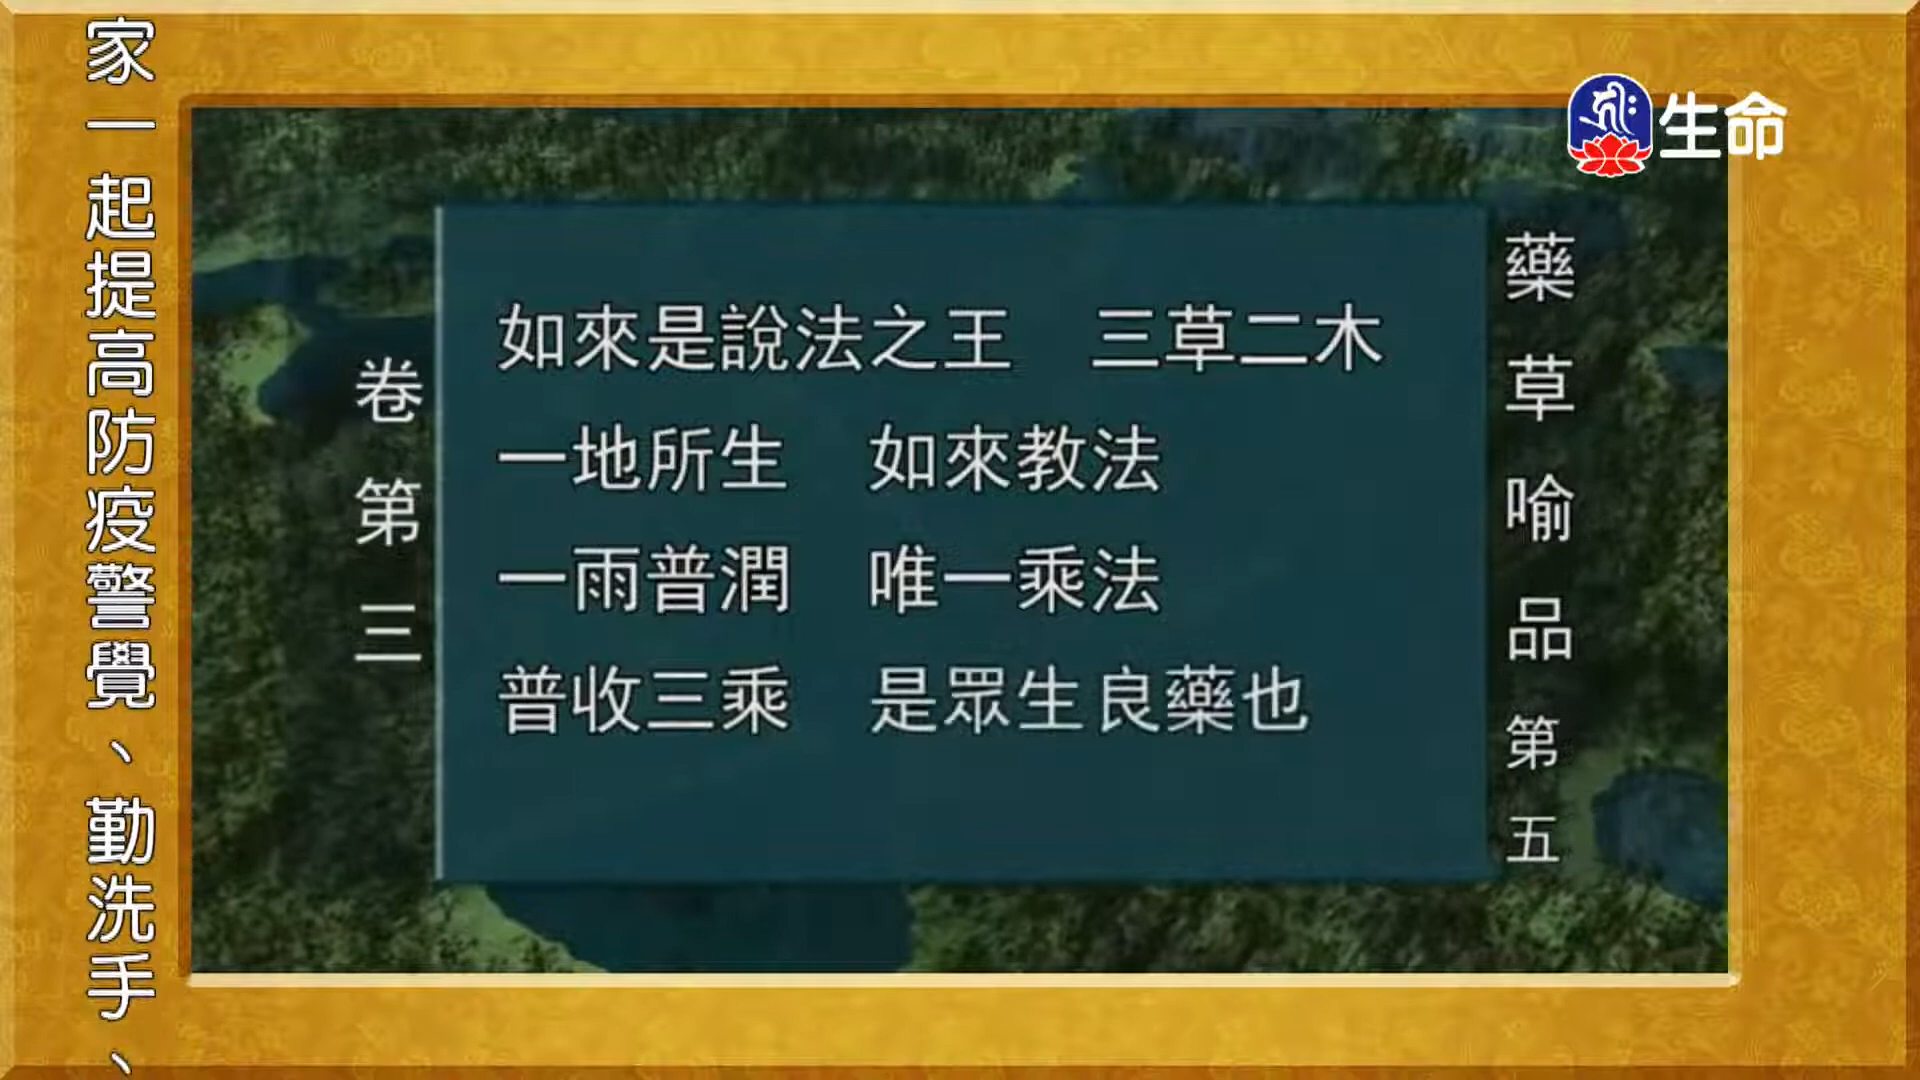 家一起提高防疫警覺、勤洗手、
生命
藥草喻品第五
如來是說法之王　三草二木
一地所生　如來教法
一雨普潤　唯一乘法
普收三乘　是眾生良藥也
卷第三